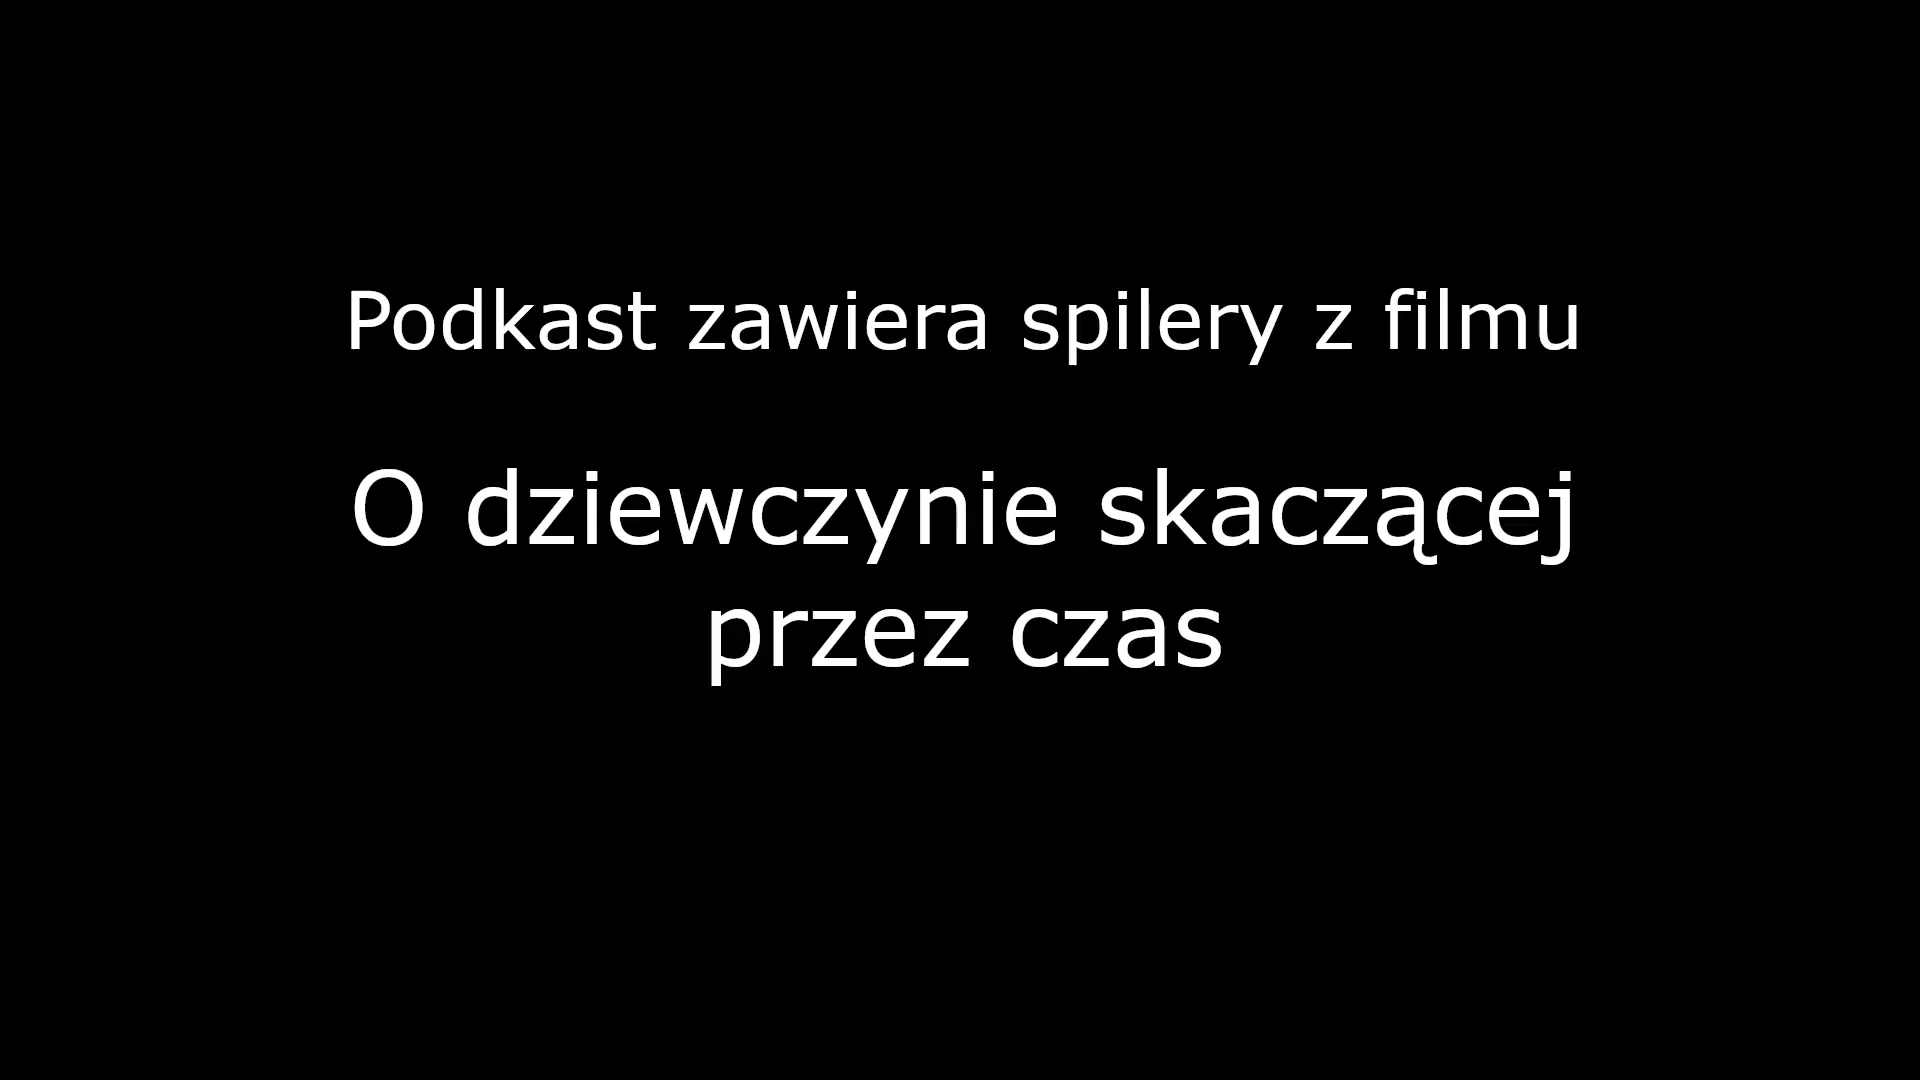 Podkast zawiera spilery z filmu
O dziewczynie skaczącej
przez czas